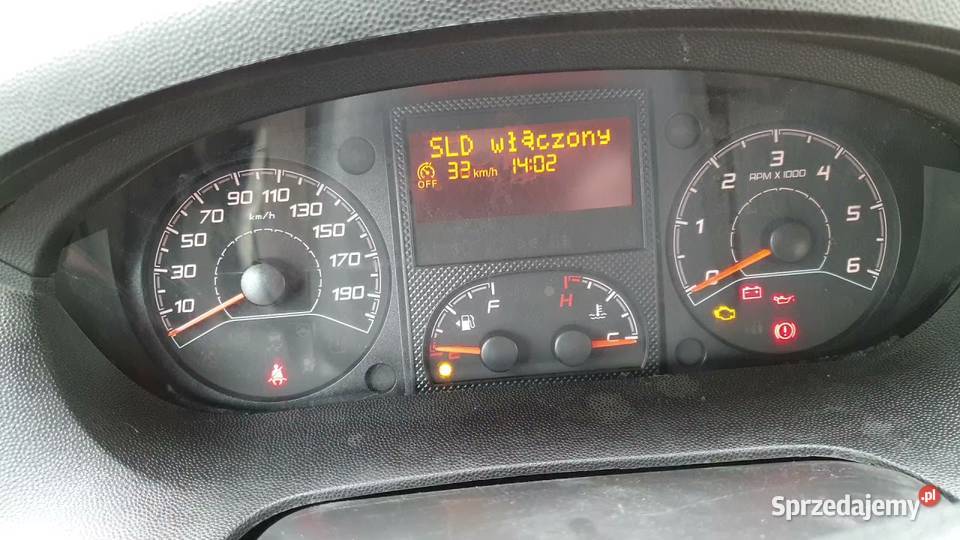 SLD włączony
OFF 33 km/h 14:02
10 30 50 70 90 110 130 150 170 190
km/h
F
E
H
C
0 1 2 3 4 5 6
RPM X 1000
Sprzedajemy.pl